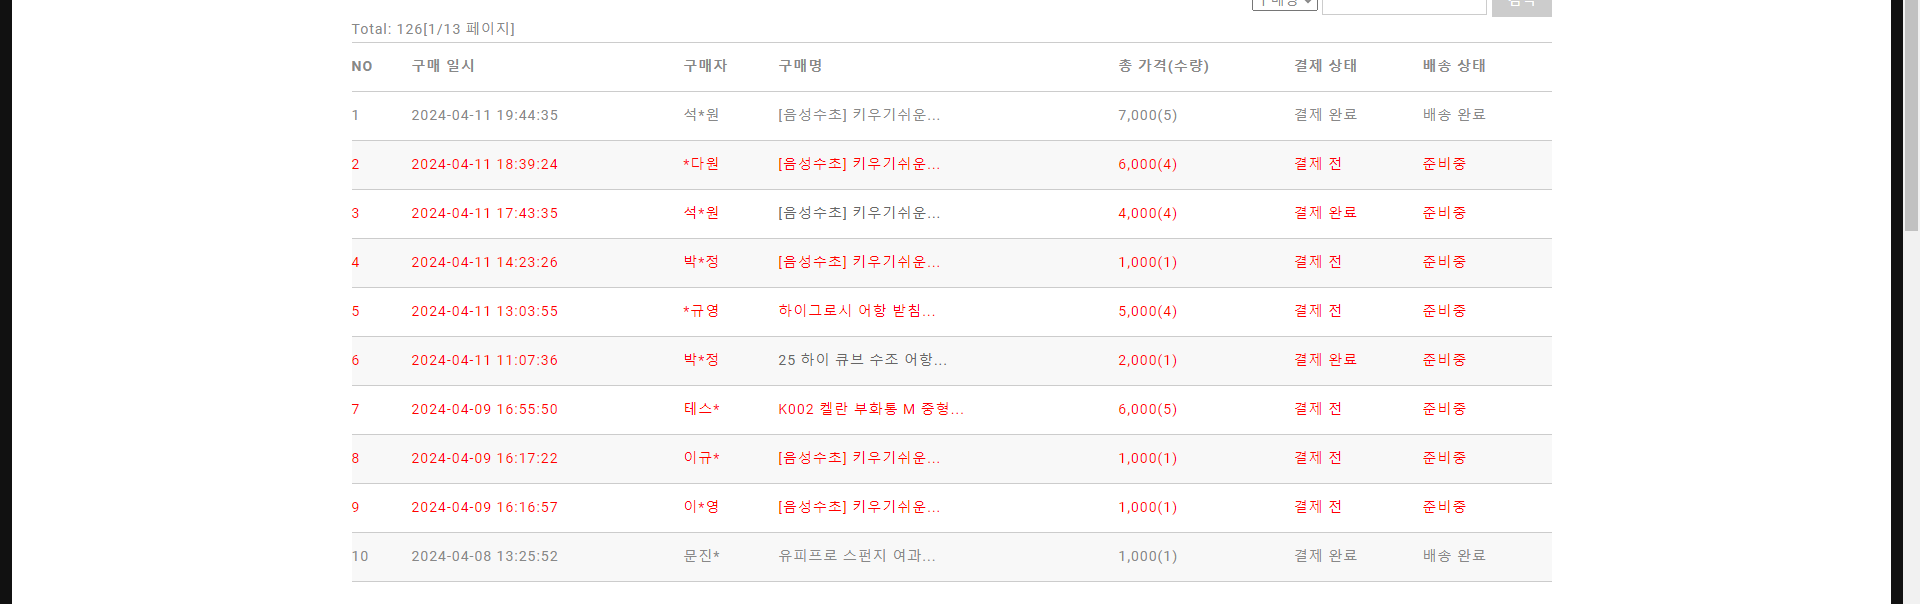 구매명
검색
Total: 126[1/13 페이지]
NO 구매 일시 구매자 구매명 총 가격(수량) 결제 상태 배송 상태
1 2024-04-11 19:44:35 석*원 [음성수초] 키우기쉬운... 7,000(5) 결제 완료 배송 완료
2 2024-04-11 18:39:24 *다원 [음성수초] 키우기쉬운... 6,000(4) 결제 전 준비중
3 2024-04-11 17:43:35 석*원 [음성수초] 키우기쉬운... 4,000(4) 결제 완료 준비중
4 2024-04-11 14:23:26 박*정 [음성수초] 키우기쉬운... 1,000(1) 결제 전 준비중
5 2024-04-11 13:03:55 *규영 하이그로시 어항 받침... 5,000(4) 결제 전 준비중
6 2024-04-11 11:07:36 박*정 25 하이 큐브 수조 어항... 2,000(1) 결제 완료 준비중
7 2024-04-09 16:55:50 테스* K002 켈란 부화통 M 중형... 6,000(5) 결제 전 준비중
8 2024-04-09 16:17:22 이규* [음성수초] 키우기쉬운... 1,000(1) 결제 전 준비중
9 2024-04-09 16:16:57 이*영 [음성수초] 키우기쉬운... 1,000(1) 결제 전 준비중
10 2024-04-08 13:25:52 문진* 유피프로 스펀지 여과... 1,000(1) 결제 완료 배송 완료